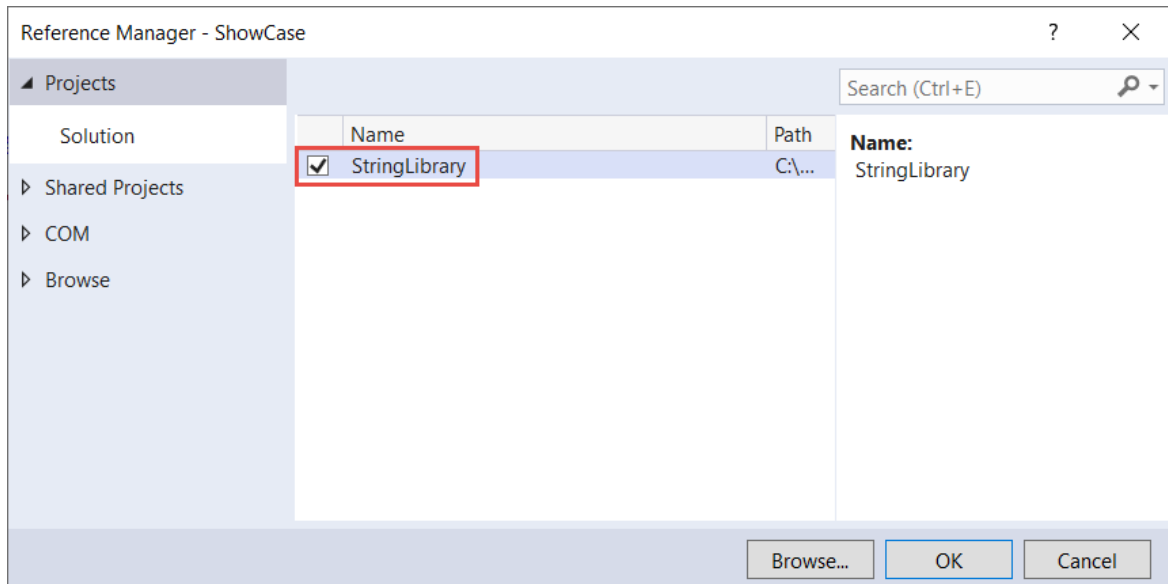 Reference Manager - ShowCase ?
Projects
Search (Ctrl+E)
Solution
Name Path
Name:
StringLibrary C:\...
StringLibrary
Shared Projects
COM
Browse
Browse... OK Cancel